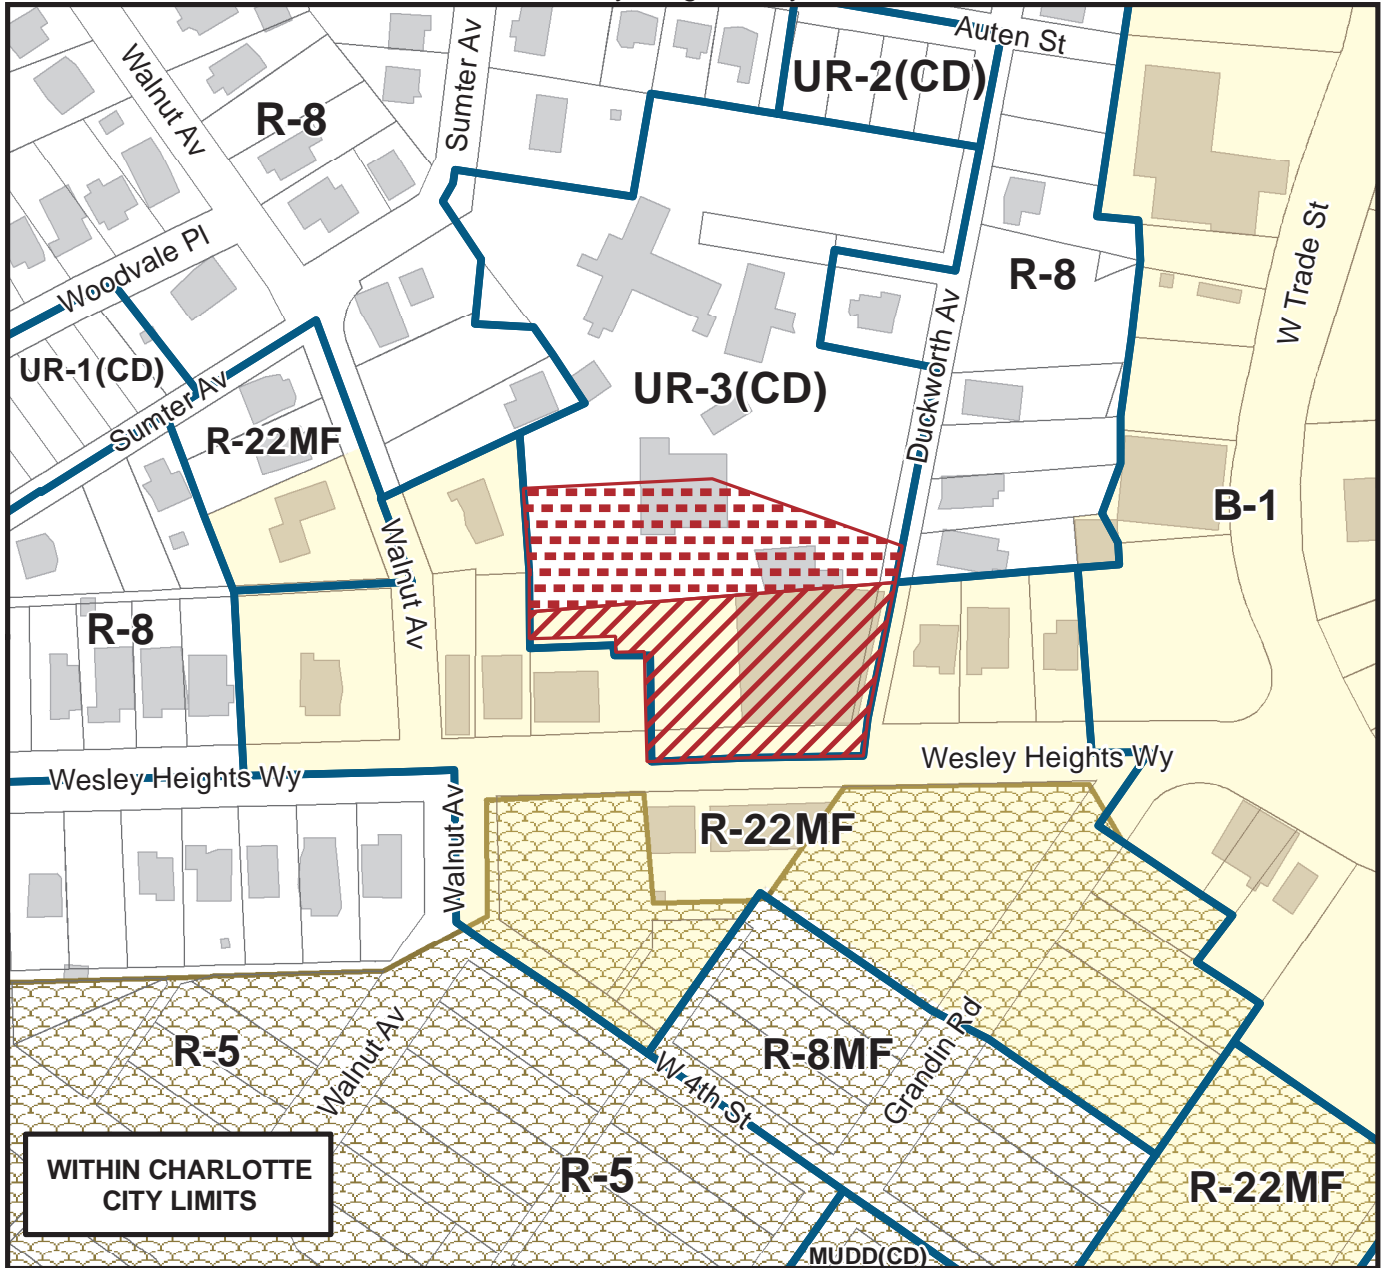 Auten St
Walnut Av
Sumter Av
UR-2(CD)
R-8
W Trade St
Woodvale Pl
R-8
UR-1(CD)
Duckworth Av
UR-3(CD)
Sumter Av
R-22MF
B-1
Walnut Av
R-8
Wesley Heights Wy
Wesley Heights Wy
Walnut Av
R-22MF
R-5
Walnut Av
R-8MF
Grandin Rd
W 4th St
WITHIN CHARLOTTE
CITY LIMITS
R-5
R-22MF
MUDD(CD)